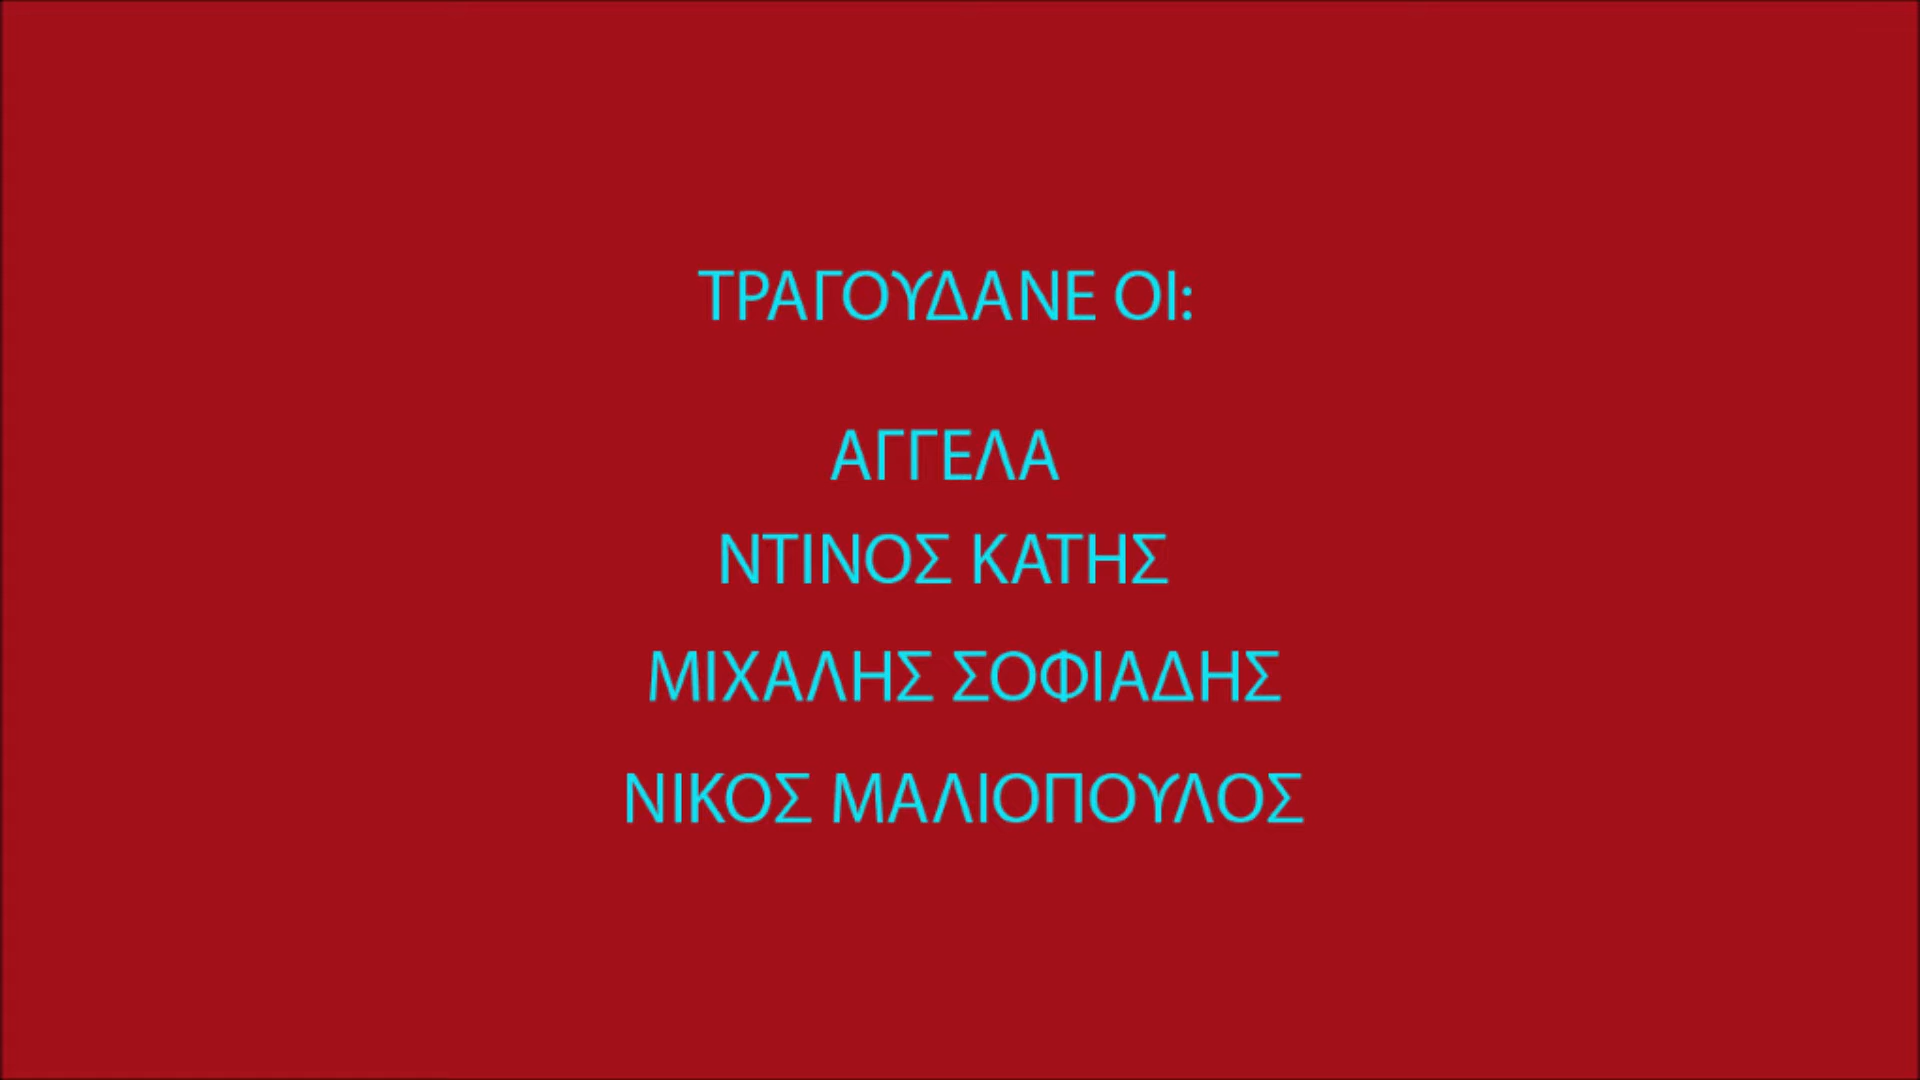 ΤΡΑΓΟΥΔΑΝΕ ΟΙ:
ΑΓΓΕΛΑ
ΝΤΙΝΟΣ ΚΑΤΗΣ
ΜΙΧΑΛΗΣ ΣΟΦΙΑΔΗΣ
ΝΙΚΟΣ ΜΑΛΙΟΠΟΥΛΟΣ